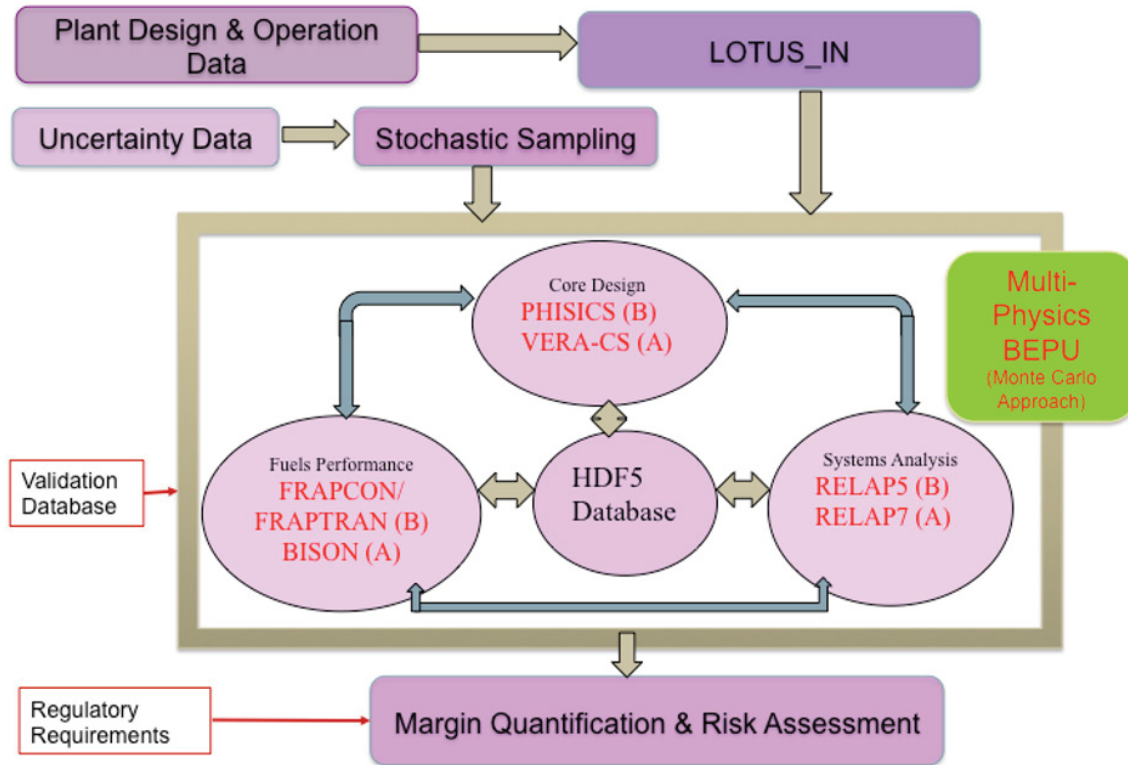 Plant Design & Operation
Data
LOTUS_IN
Uncertainty Data
Stochastic Sampling
Core Design
PHISICS (B)
VERA-CS (A)
Multi-
Physics
BEPU
(Monte Carlo
Approach)
Validation
Database
Fuels Performance
FRAPCON/
FRAPTRAN (B)
BISON (A)
HDF5
Database
Systems Analysis
RELAP5 (B)
RELAP7 (A)
Regulatory
Requirements
Margin Quantification & Risk Assessment